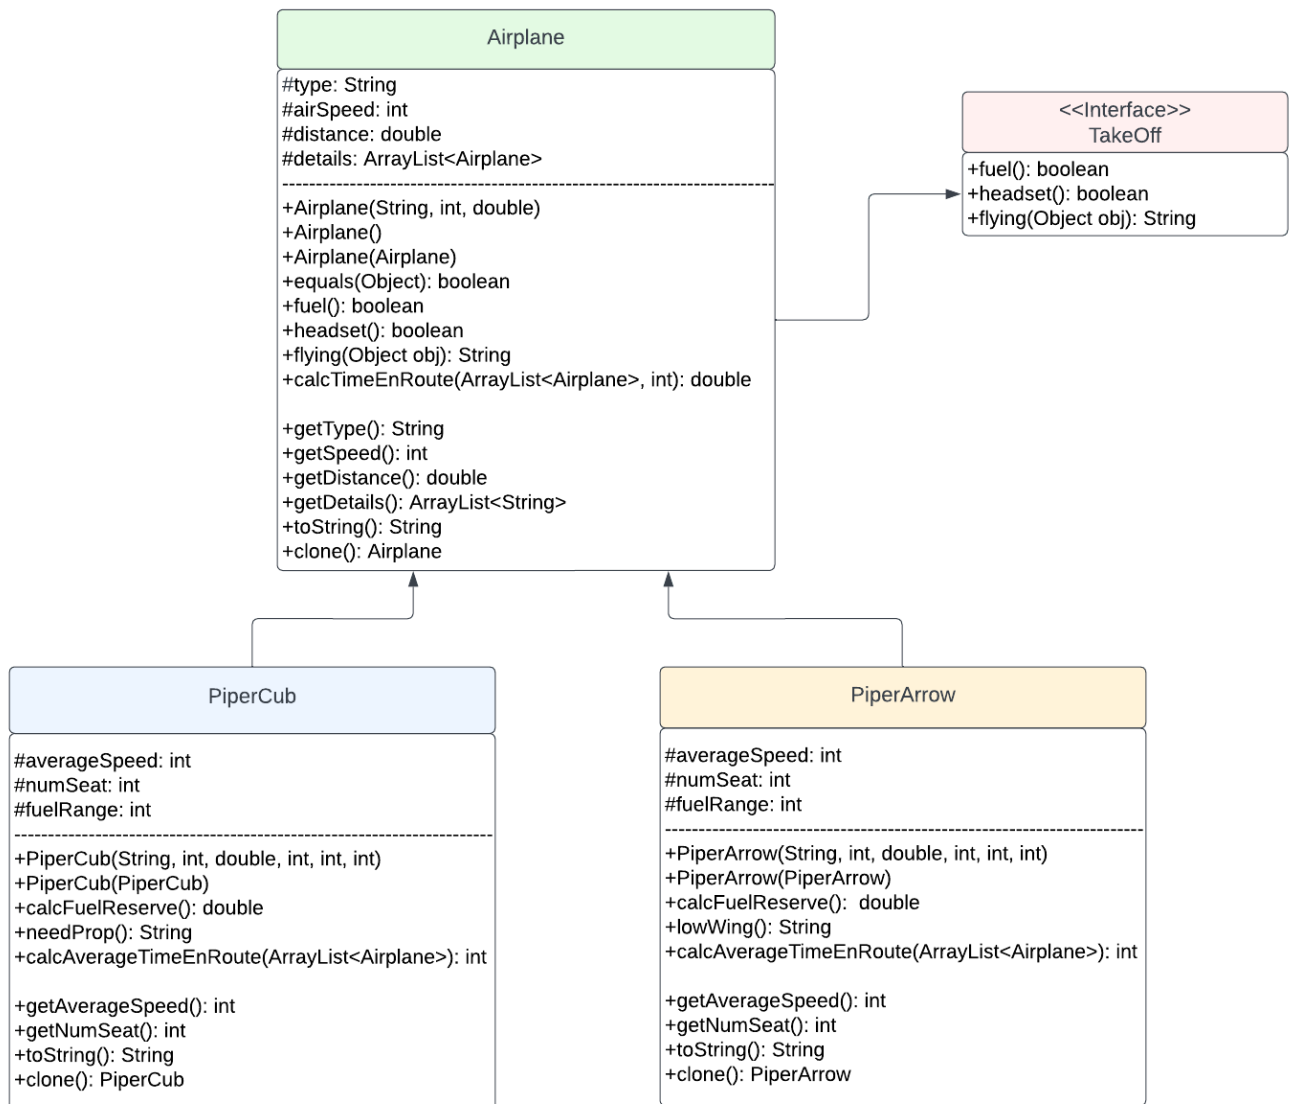 Airplane
#type: String
#airSpeed: int
#distance: double
#details: ArrayList<Airplane>
--------------------------------------------------------------------------
+Airplane(String, int, double)
+Airplane()
+Airplane(Airplane)
+equals(Object): boolean
+fuel(): boolean
+headset(): boolean
+flying(Object obj): String
+calcTimeEnRoute(ArrayList<Airplane>, int): double
+getType(): String
+getSpeed(): int
+getDistance(): double
+getDetails(): ArrayList<String>
+toString(): String
+clone(): Airplane
<<Interface>>
TakeOff
+fuel(): boolean
+headset(): boolean
+flying(Object obj): String
PiperCub
#averageSpeed: int
#numSeat: int
#fuelRange: int
------------------------------------------------------------------------
+PiperCub(String, int, double, int, int, int)
+PiperCub(PiperCub)
+calcFuelReserve(): double
+needProp(): String
+calcAverageTimeEnRoute(ArrayList<Airplane>): int
+getAverageSpeed(): int
+getNumSeat(): int
+toString(): String
+clone(): PiperCub
PiperArrow
#averageSpeed: int
#numSeat: int
#fuelRange: int
------------------------------------------------------------------------
+PiperArrow(String, int, double, int, int, int)
+PiperArrow(PiperArrow)
+calcFuelReserve():  double
+lowWing(): String
+calcAverageTimeEnRoute(ArrayList<Airplane>): int
+getAverageSpeed(): int
+getNumSeat(): int
+toString(): String
+clone(): PiperArrow